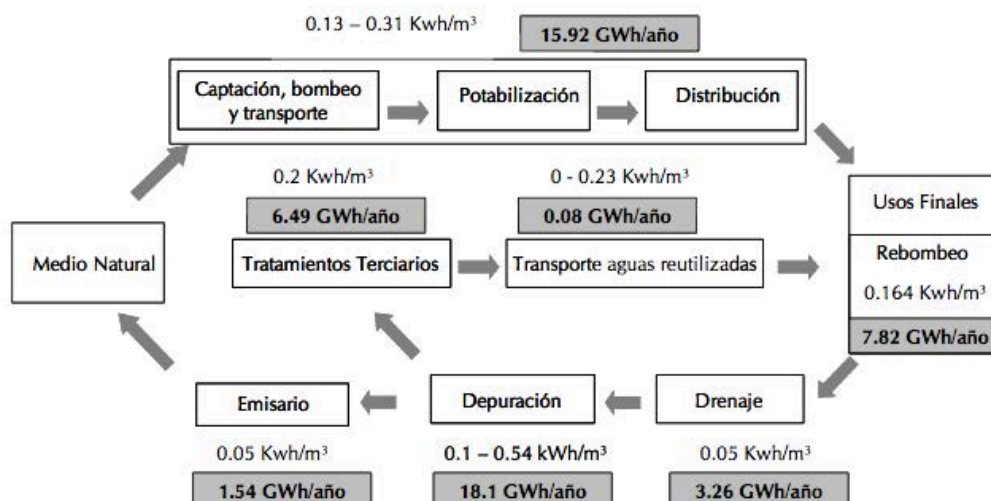 0.13 – 0.31 Kwh/m³
15.92 GWh/año
Captación, bombeo
y transporte
Potabilización
Distribución
0.2 Kwh/m³
6.49 GWh/año
0 - 0.23 Kwh/m³
0.08 GWh/año
Usos Finales
Medio Natural
Tratamientos Terciarios
Transporte aguas reutilizadas
Rebombeo
0.164 Kwh/m³
7.82 GWh/año
Emisario
Depuración
Drenaje
0.05 Kwh/m³
0.1 – 0.54 kWh/m³
0.05 Kwh/m³
1.54 GWh/año
18.1 GWh/año
3.26 GWh/año